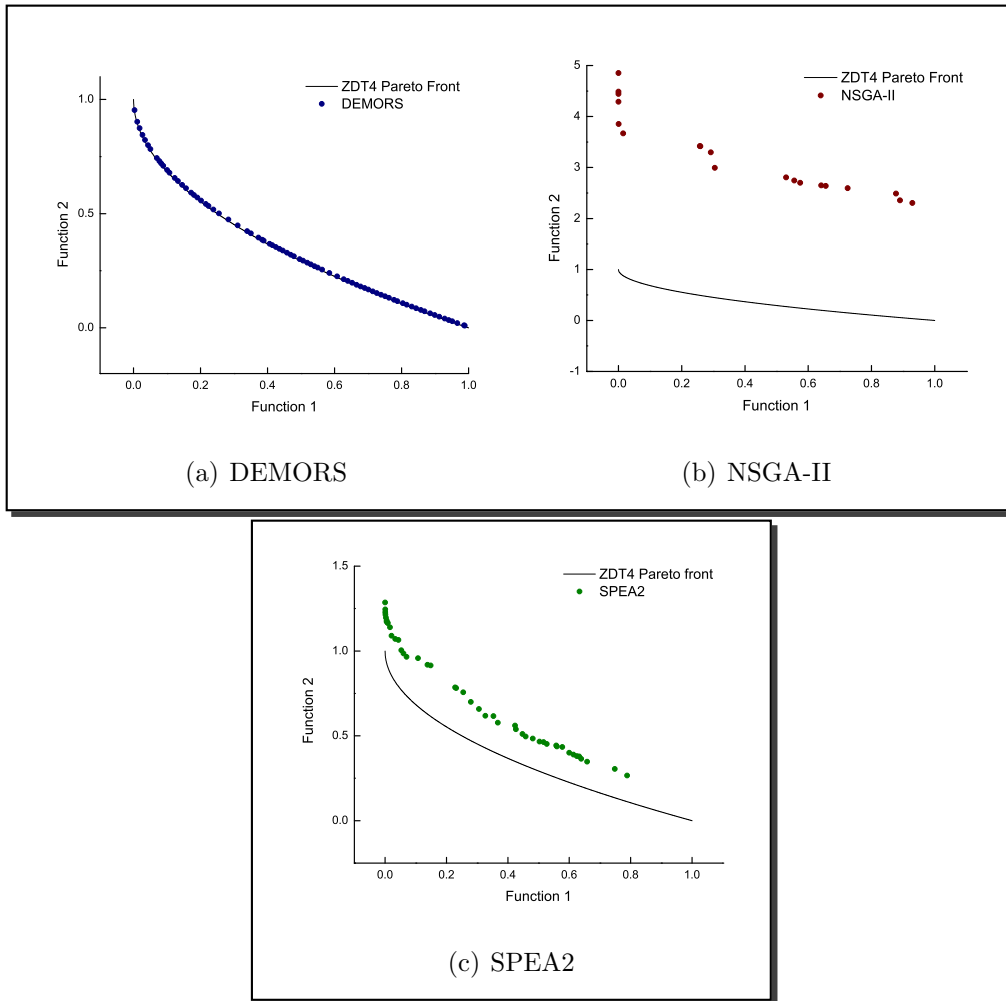 ZDT4 Pareto Front
DEMORS
1.0
0.5
0.0
Function 2
0.0 0.2 0.4 0.6 0.8 1.0
Function 1
(a) DEMORS
ZDT4 Pareto Front
NSGA-II
5
4
3
2
1
0
-1
Function 2
0.0 0.2 0.4 0.6 0.8 1.0
Function 1
(b) NSGA-II
ZDT4 Pareto front
SPEA2
1.5
1.0
0.5
0.0
Function 2
0.0 0.2 0.4 0.6 0.8 1.0
Function 1
(c) SPEA2